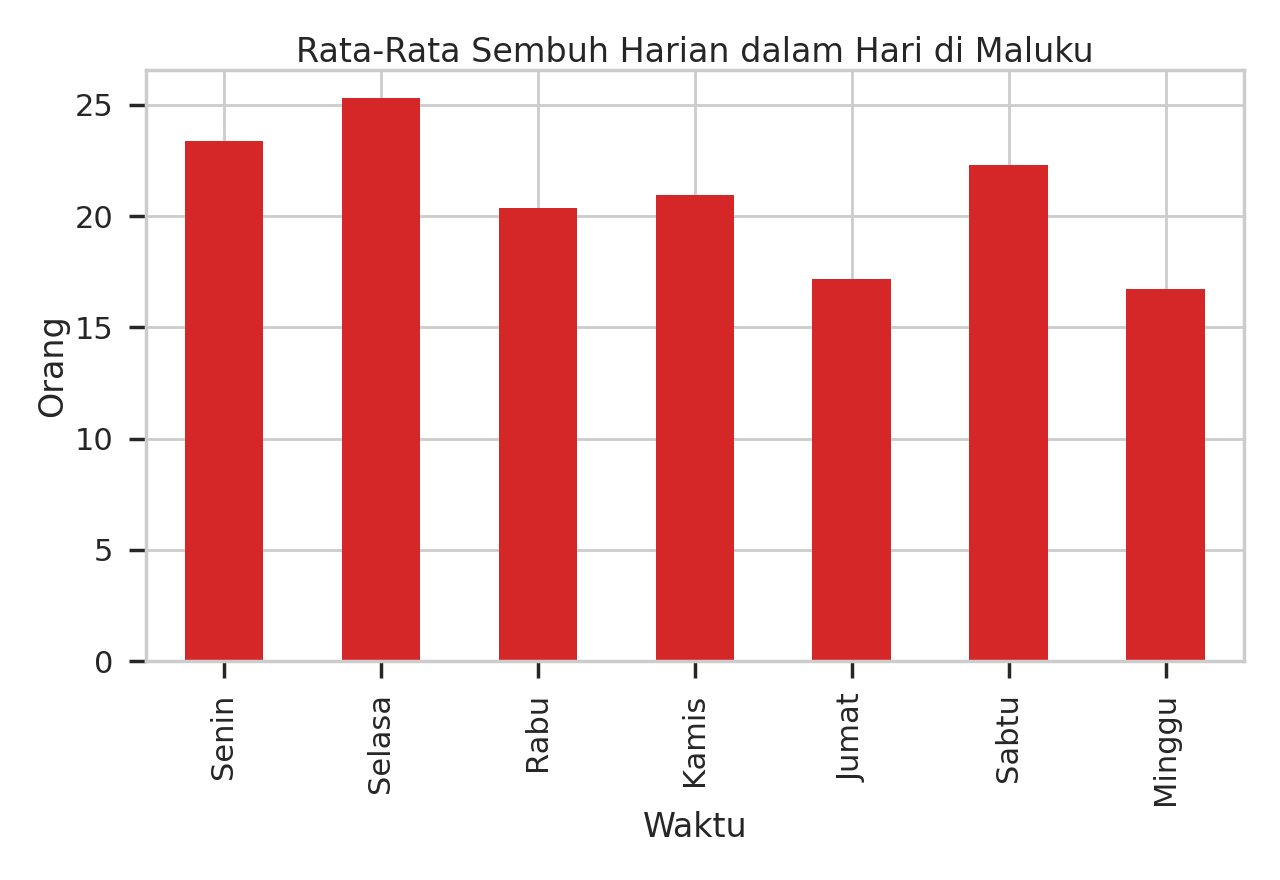 Rata-Rata Sembuh Harian dalam Hari di Maluku
Orang
25
20
15
10
5
0
Senin
Selasa
Rabu
Kamis
Jumat
Sabtu
Minggu
Waktu